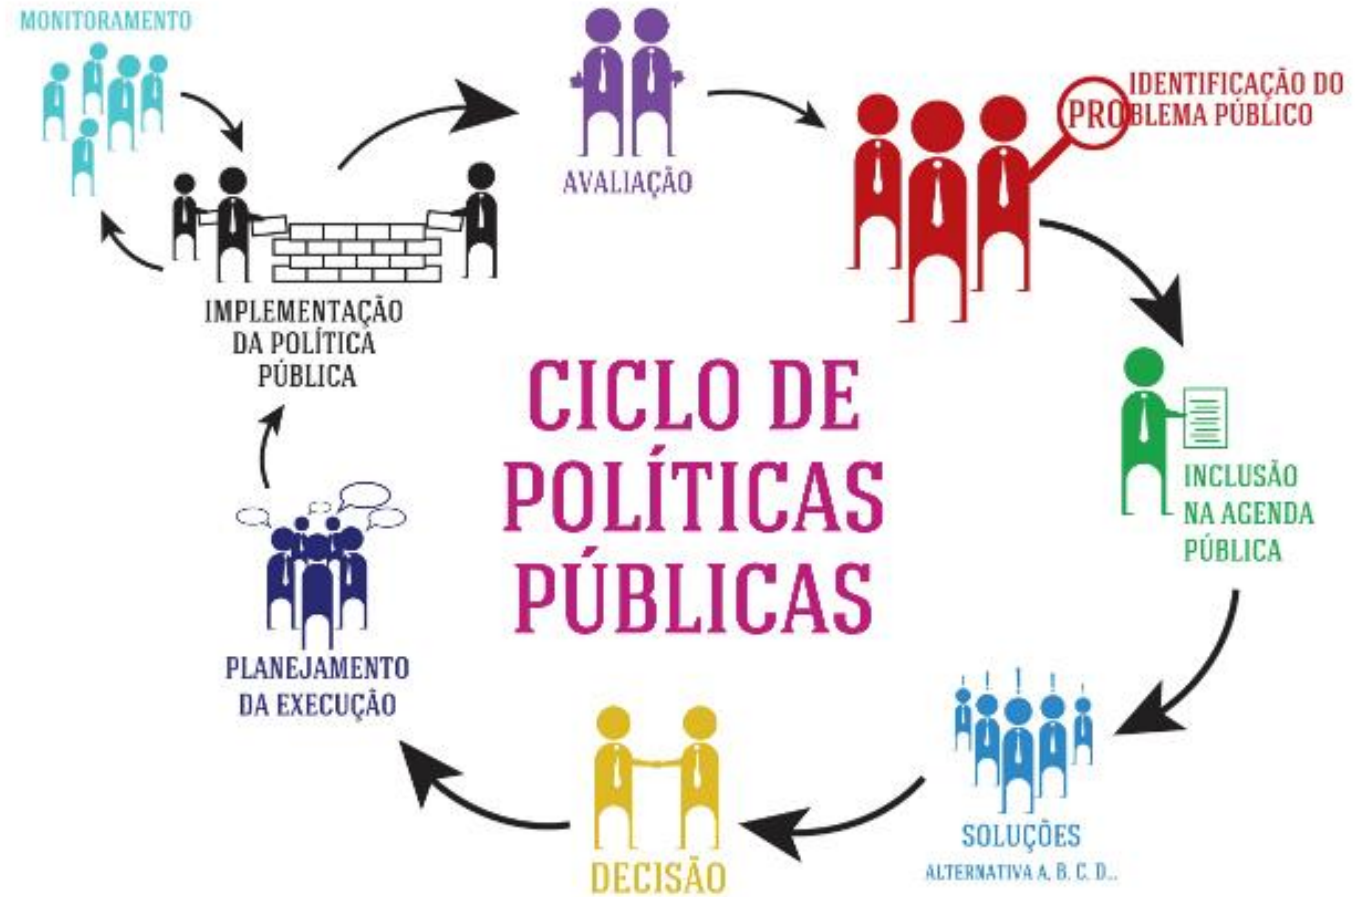 MONITORAMENTO
AVALIAÇÃO
IDENTIFICAÇÃO DO
PROBLEMA PÚBLICO
IMPLEMENTAÇÃO
DA POLÍTICA
PÚBLICA
CICLO DE
POLÍTICAS
PÚBLICAS
INCLUSÃO
NA AGENDA
PÚBLICA
PLANEJAMENTO
DA EXECUÇÃO
! ! ! ! !
SOLUÇÕES
ALTERNATIVA A, B, C, D...
DECISÃO